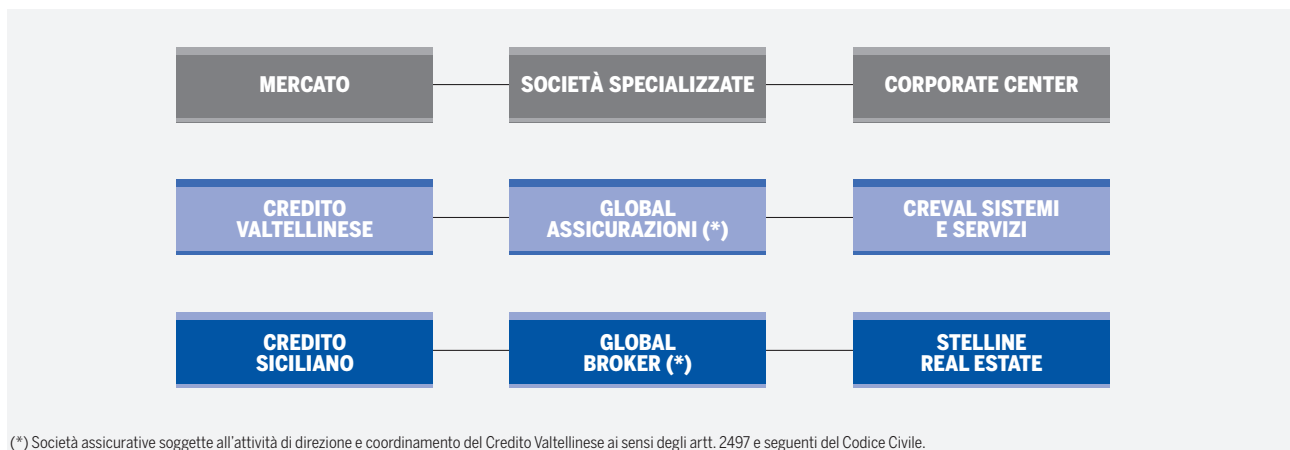 MERCATO
SOCIETÀ SPECIALIZZATE
CORPORATE CENTER
CREDITO
VALTELLINESE
GLOBAL
ASSICURAZIONI (*)
CREVAL SISTEMI
E SERVIZI
CREDITO
SICILIANO
GLOBAL
BROKER (*)
STELLINE
REAL ESTATE
(*) Società assicurative soggette all'attività di direzione e coordinamento del Credito Valtellinese ai sensi degli artt. 2497 e seguenti del Codice Civile.